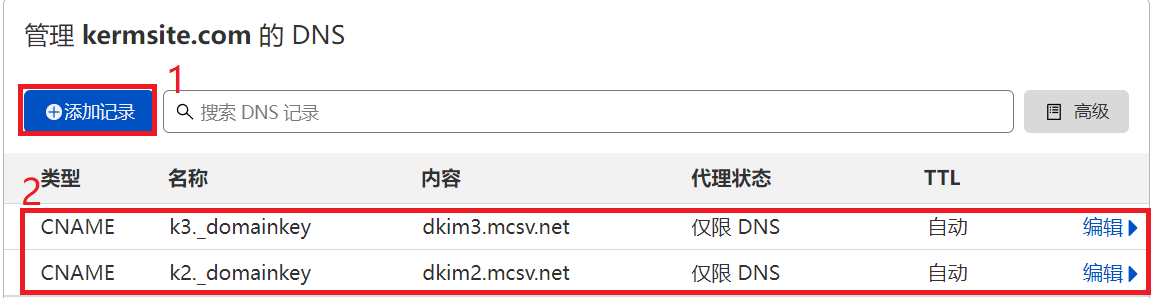 管理 kermsite.com 的 DNS
1
添加记录 搜索 DNS 记录 高级
2
类型 名称 内容 代理状态 TTL
CNAME k3._domainkey dkim3.mcsv.net 仅限 DNS 自动 编辑
CNAME k2._domainkey dkim2.mcsv.net 仅限 DNS 自动 编辑